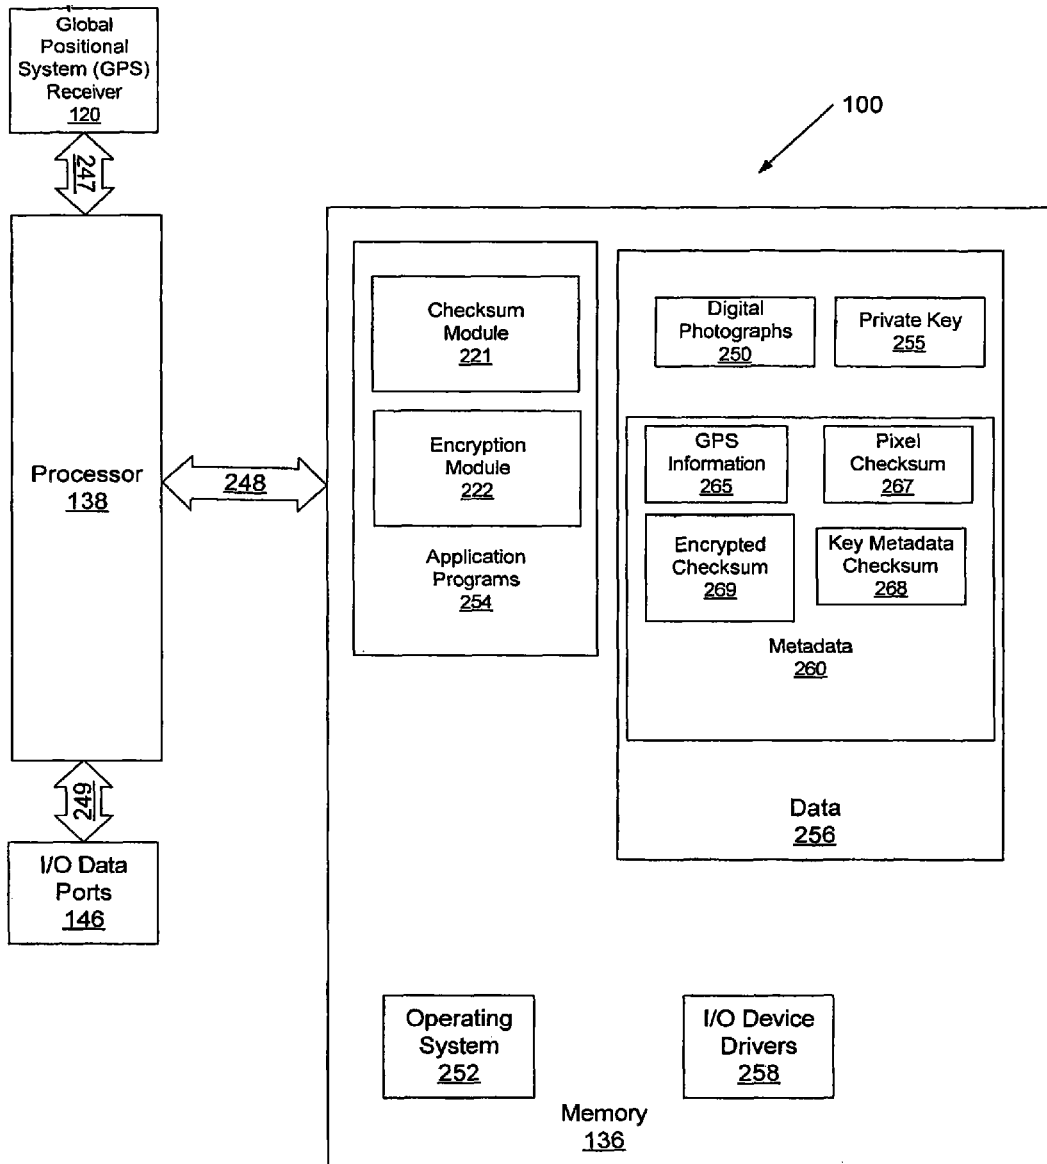 Global
Positional
System (GPS)
Receiver
120
247
100
Processor
138
248
249
I/O Data
Ports
146
Checksum
Module
221
Encryption
Module
222
Application
Programs
254
Digital
Photographs
250
Private Key
255
GPS
Information
265
Pixel
Checksum
267
Encrypted
Checksum
269
Key Metadata
Checksum
268
Metadada
260
Data
256
Operating
System
252
I/O Device
Drivers
258
Memory
136